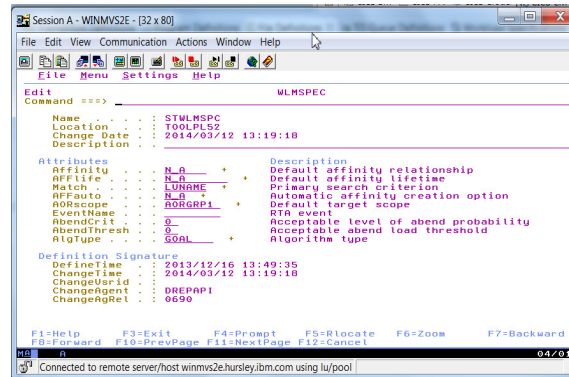 Session A - WINMVS2E - [32 x 80]
File Edit View Communication Actions Window Help
File Menu Settings Help
Edit WLMSPEC
Command ===> _
Name . . . . : STWLMSPC
Location . . : TOOLPL52
Change Date . : 2014/03/12 13:19:18
Description . .
Attributes Description
Affinity . . . N_A + Default affinity relationship
AFFlife . . . N_A + Default affinity lifetime
Match . . . . LUNAME + Primary search criterion
AFFauto . . . N_A + Automatic affinity creation option
AORscope . . . AORGRP1 + Default target scope
EventName . . . RTA event
AbendCrit . . 0 Acceptable level of abend probability
AbendThresh . 0 Acceptable abend load threshold
AlgType . . . GOAL + Algorithm type
Definition Signature
DefineTime . : 2013/12/16 13:49:35
ChangeTime . : 2014/03/12 13:19:18
ChangeUsrid . :
ChangeAgent . : DREPAPI
ChangeAgRel . : 0690
F1=Help F3=Exit F4=Prompt F5=Rlocate F6=Zoom F7=Backward
F8=Forward F10=PrevPage F11=NextPage F12=Cancel
MA A 04/01
Connected to remote server/host winmvs2e.hursley.ibm.com using lu/pool